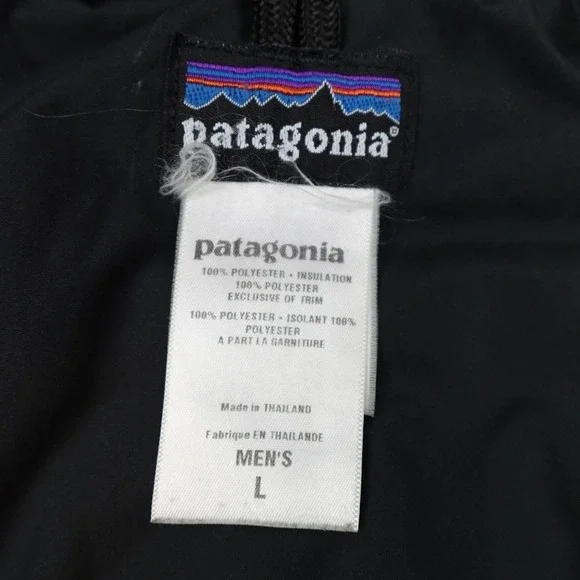 patagonia®
patagonia
100% POLYESTER • INSULATION
100% POLYESTER
EXCLUSIVE OF TRIM
100% POLYESTER • ISOLANT 100%
POLYESTER
A PART LA GARNITURE
Made in THAILAND
Fabrique EN THAILANDE
MEN'S
L